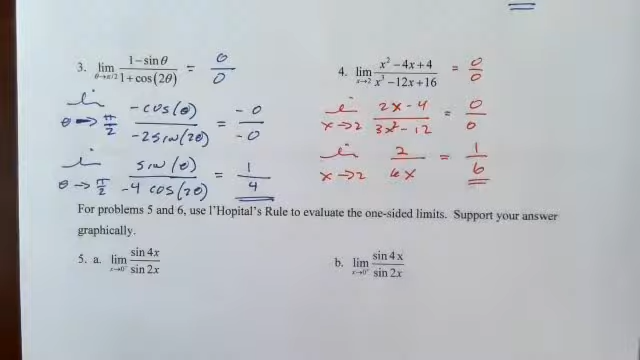 3. lim θ→π/2 (1 − sin θ)/(1 + cos(2θ)) = 0/0
lim θ→π/2 −cos(θ)/−2sin(2θ) = −0/−0
lim θ→π/2 sin(θ)/−4cos(2θ) = 1/4
4. lim x→2 (x² − 4x + 4)/(x³ − 12x + 16) = 0/0
lim x→2 (2x − 4)/(3x² − 12) = 0/0
lim x→2 2/6x = 1/6
For problems 5 and 6, use l’Hopital’s Rule to evaluate the one-sided limits. Support your answer
graphically.
5. a. lim sin 4x/sin 2x
b. lim sin 4x/sin 2x